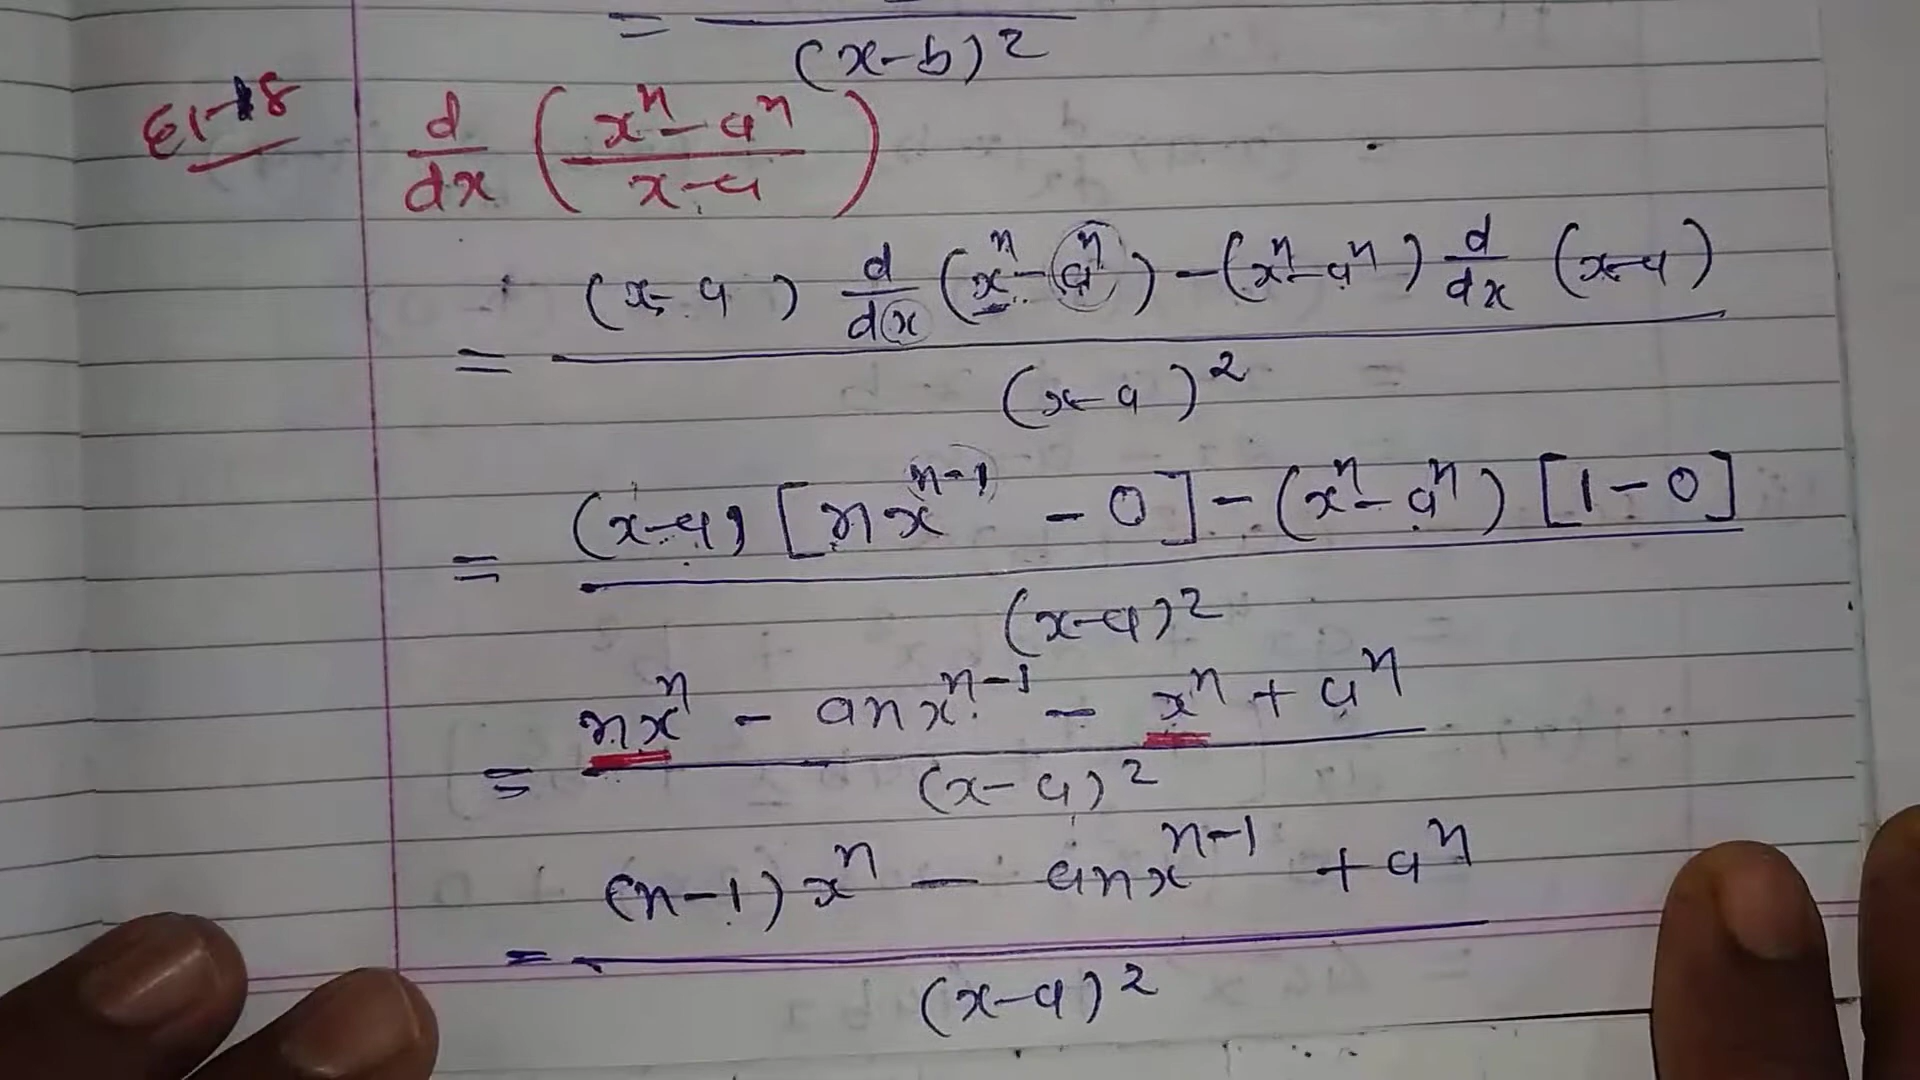 = / (x-b)²
E1-18 d/dx ( (xⁿ - aⁿ) / (x-a) )
= ( (x-a) d/dx (xⁿ - aⁿ) - (xⁿ - aⁿ) d/dx (x-a) ) / (x-a)²
= ( (x-a) [nxⁿ⁻¹ - 0] - (xⁿ - aⁿ) [1-0] ) / (x-a)²
= ( nxⁿ - anxⁿ⁻¹ - xⁿ + aⁿ ) / (x-a)²
= ( (n-1)xⁿ - anxⁿ⁻¹ + aⁿ ) / (x-a)²